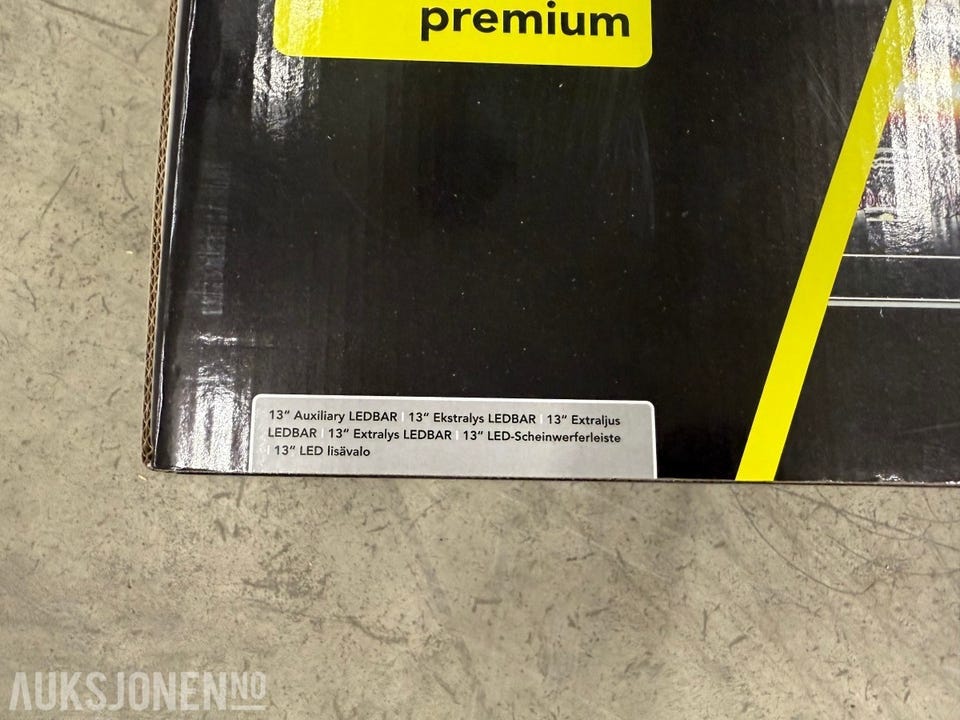 premium
13“ Auxiliary LEDBAR | 13“ Ekstralys LEDBAR | 13“ Extraljus
LEDBAR | 13“ Extralys LEDBAR | 13“ LED-Scheinwerferleiste
| 13“ LED lisävalo
AUKSJONEN NO